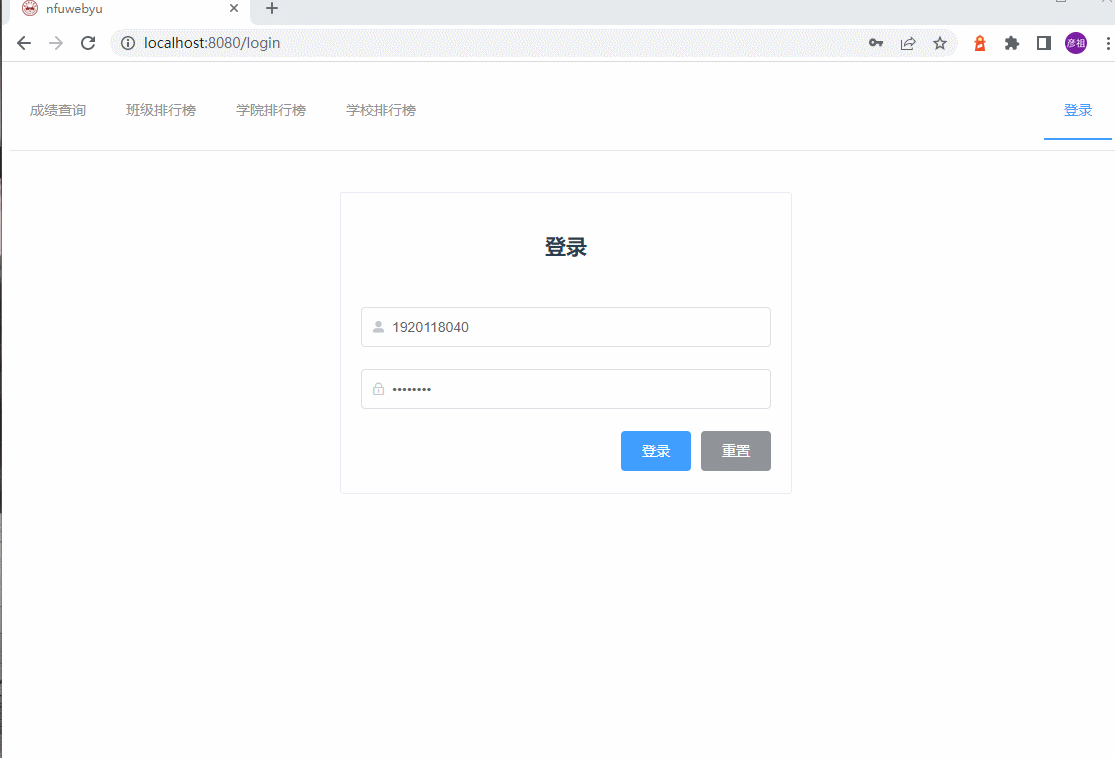 nfuwebyu
localhost:8080/login
彦祖
成绩查询 班级排行榜 学院排行榜 学校排行榜 登录
登录
1920118040
••••••••
登录 重置